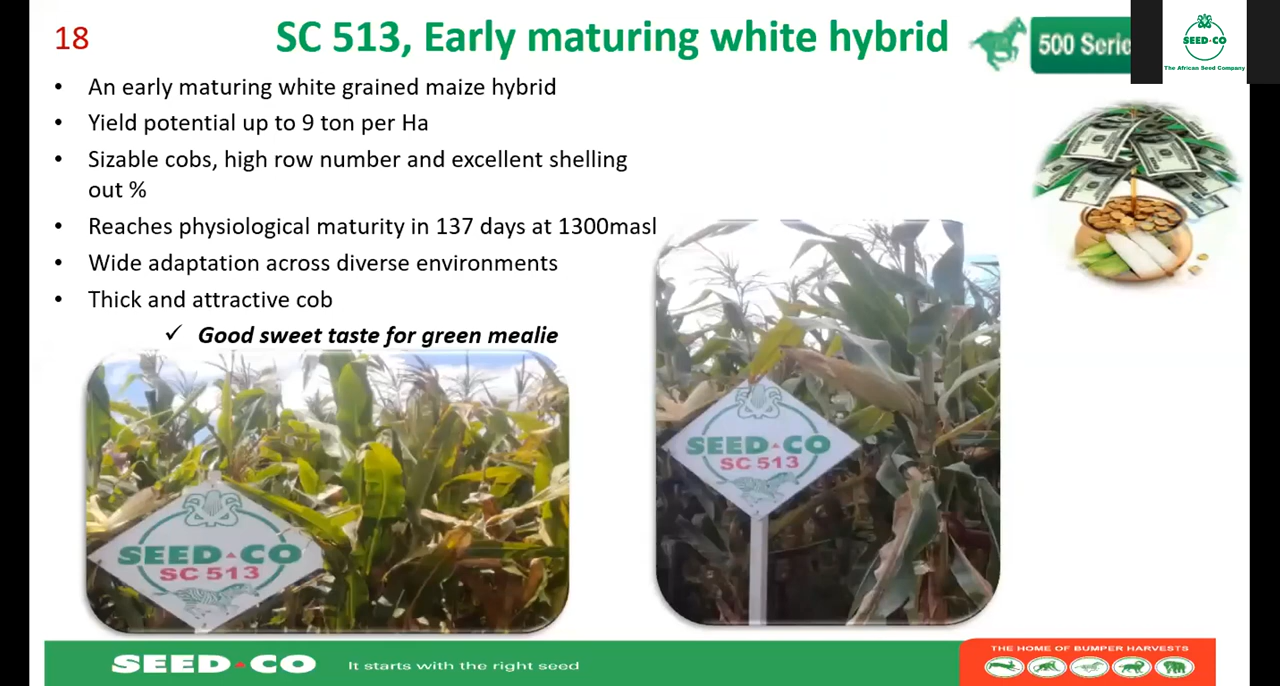 18
SC 513, Early maturing white hybrid
500 Serie
SEED-CO
The African Seed Company
• An early maturing white grained maize hybrid
• Yield potential up to 9 ton per Ha
• Sizable cobs, high row number and excellent shelling
out %
• Reaches physiological maturity in 137 days at 1300masl
• Wide adaptation across diverse environments
• Thick and attractive cob
✓ Good sweet taste for green mealie
SEED-CO
SC 513
SEED-CO
SC 513
SEED-CO
It starts with the right seed
THE HOME OF BUMPER HARVESTS